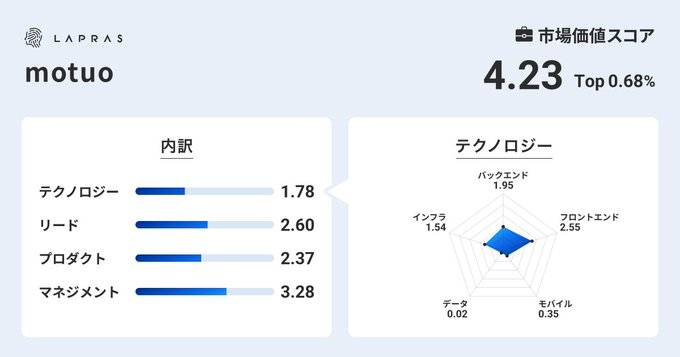 LAPRAS
motuo
市場価値スコア
4.23 Top 0.68%
内訳
テクノロジー 1.78
リード 2.60
プロダクト 2.37
マネジメント 3.28
テクノロジー
バックエンド
1.95
インフラ
1.54
フロントエンド
2.55
データ
0.02
モバイル
0.35